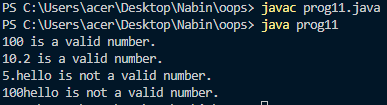 PS C:\Users\acer\Desktop\Nabin\oops> javac prog11.java
PS C:\Users\acer\Desktop\Nabin\oops> java prog11
100 is a valid number.
10.2 is a valid number.
5.hello is not a valid number.
100hello is not a valid number.